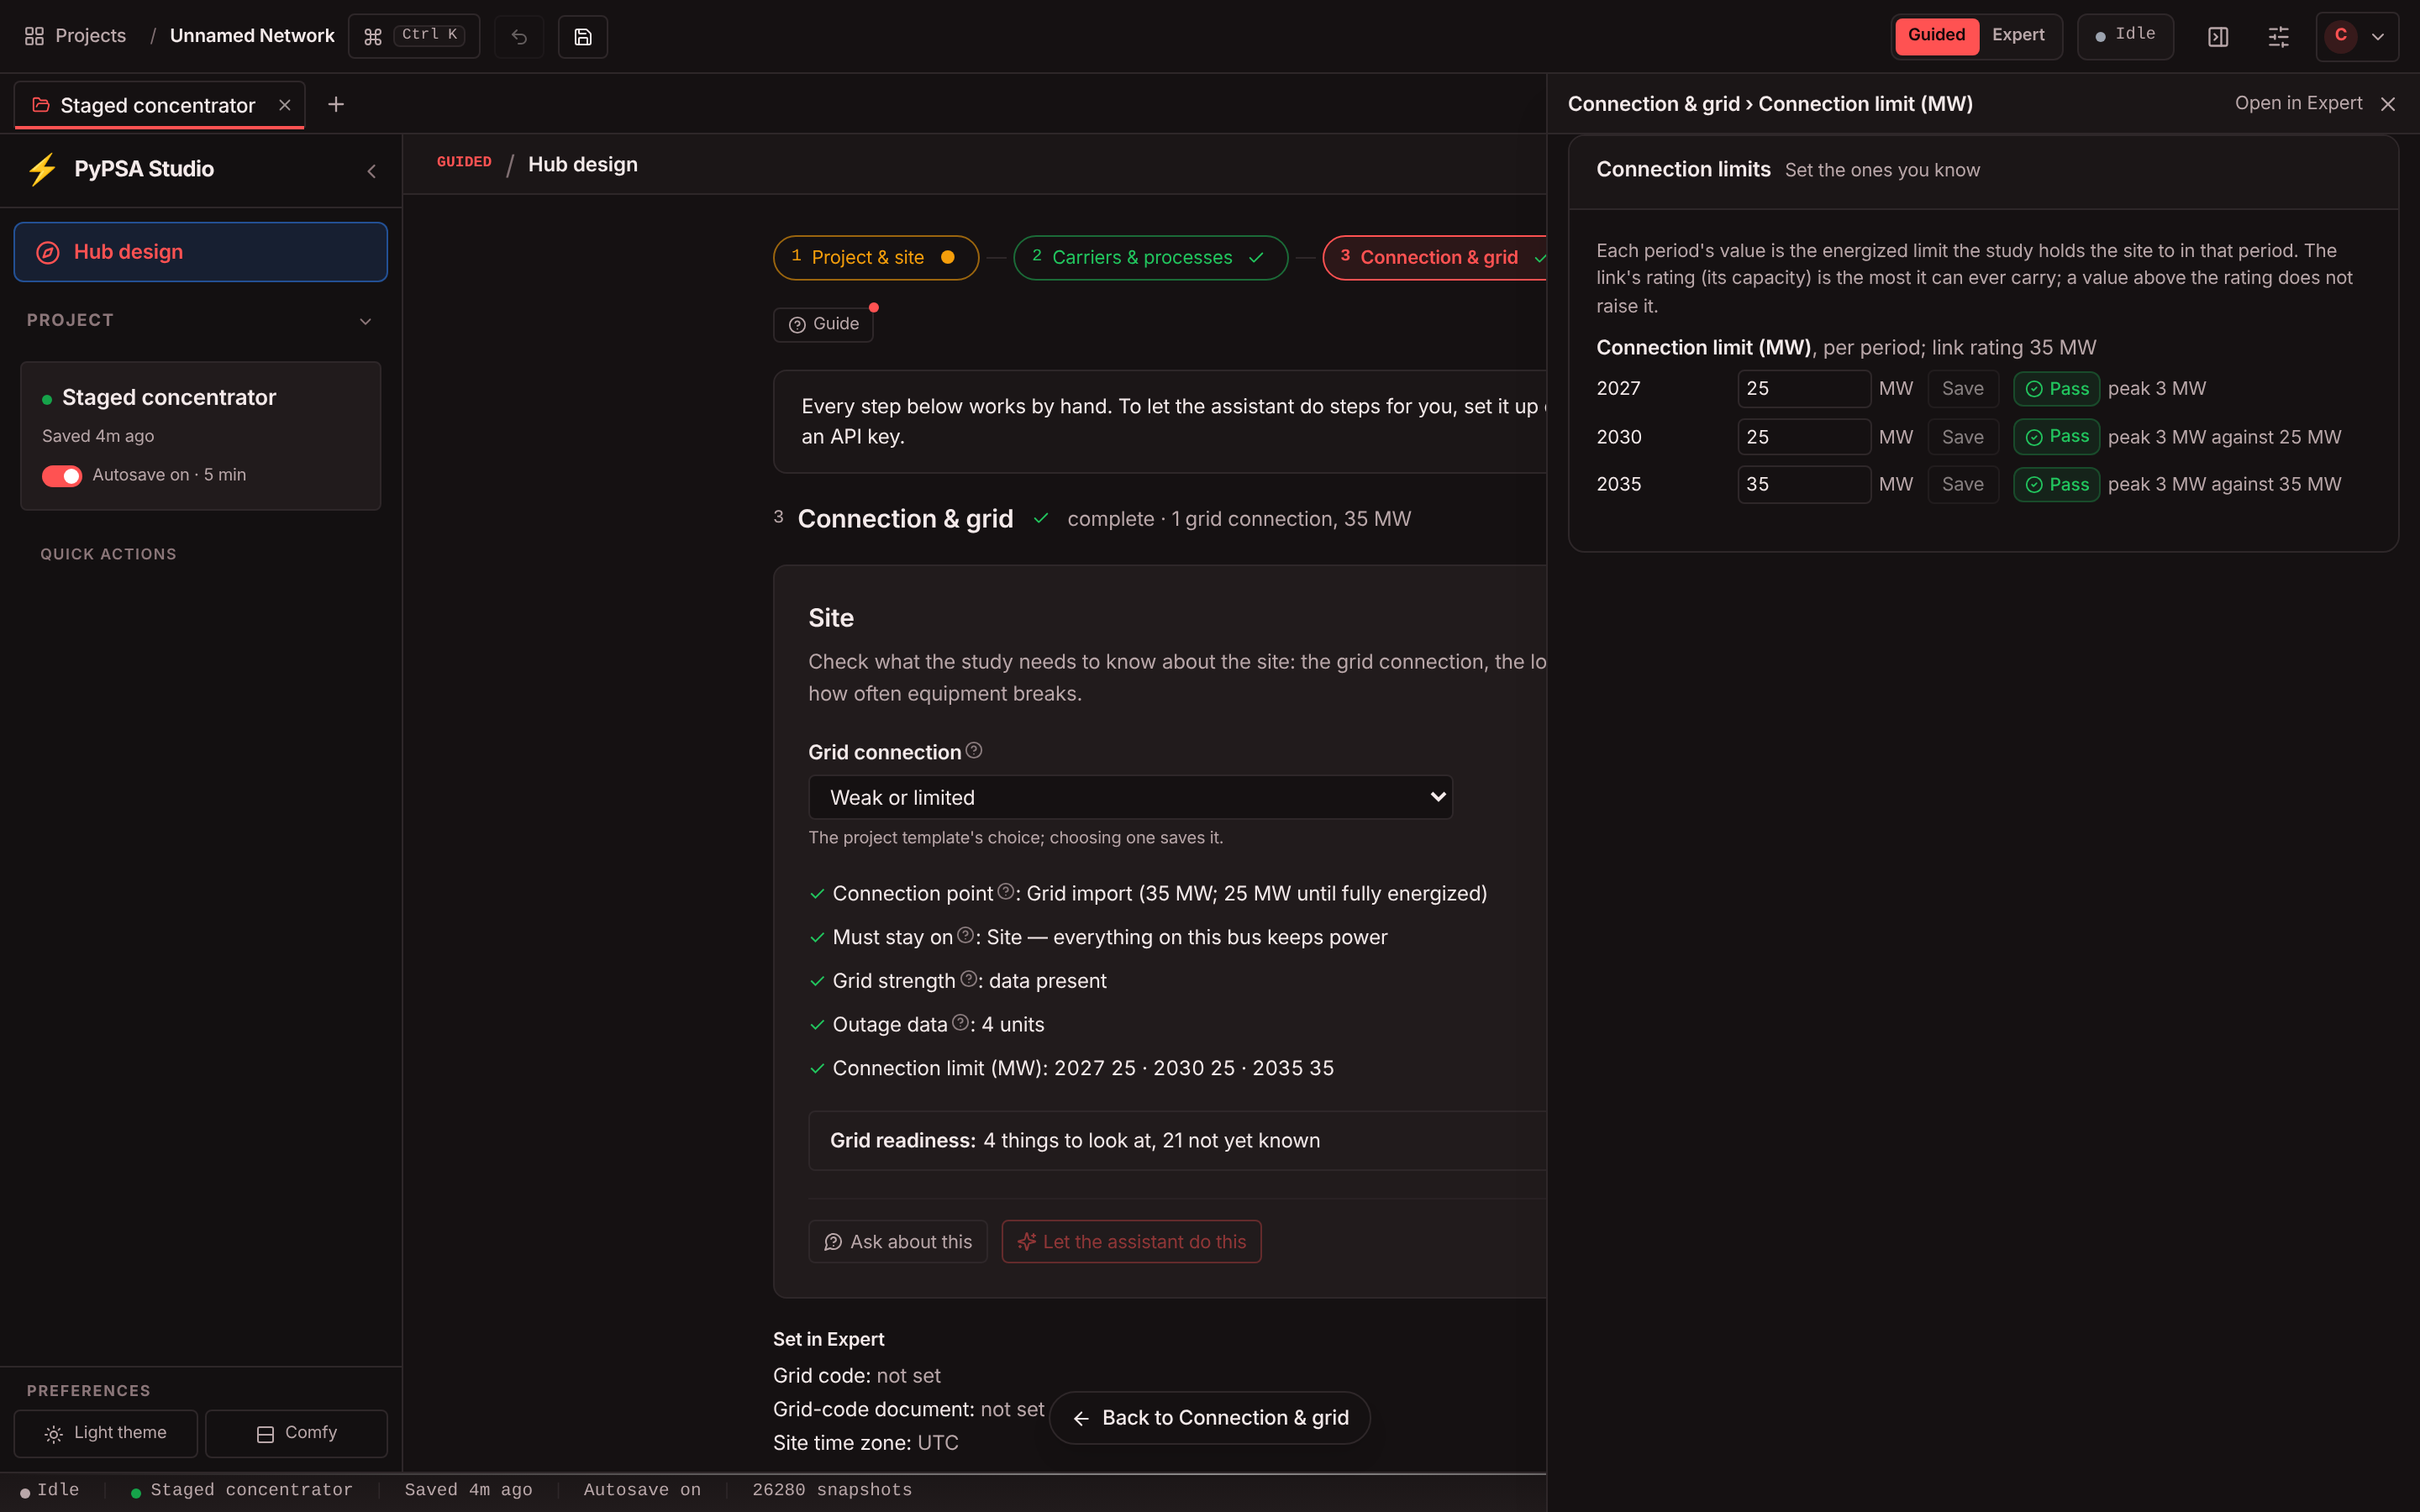 Projects / Unnamed Network
Ctrl K
Guided Expert
Idle
C
Staged concentrator
PyPSA Studio
Hub design
PROJECT
Staged concentrator
Saved 4m ago
Autosave on · 5 min
QUICK ACTIONS
PREFERENCES
Light theme
Comfy
GUIDED / Hub design
1 Project & site
2 Carriers & processes
3 Connection & grid
Guide
Every step below works by hand. To let the assistant do steps for you, set it up
an API key.
3 Connection & grid complete · 1 grid connection, 35 MW
Site
Check what the study needs to know about the site: the grid connection, the lo
how often equipment breaks.
Grid connection
Weak or limited
The project template's choice; choosing one saves it.
Connection point: Grid import (35 MW; 25 MW until fully energized)
Must stay on: Site — everything on this bus keeps power
Grid strength: data present
Outage data: 4 units
Connection limit (MW): 2027 25 · 2030 25 · 2035 35
Grid readiness: 4 things to look at, 21 not yet known
Ask about this
Let the assistant do this
Set in Expert
Grid code: not set
Grid-code document: not set
Site time zone: UTC
Back to Connection & grid
Connection & grid › Connection limit (MW)
Open in Expert
Connection limits Set the ones you know
Each period's value is the energized limit the study holds the site to in that period. The
link's rating (its capacity) is the most it can ever carry; a value above the rating does not
raise it.
Connection limit (MW), per period; link rating 35 MW
2027 25 MW Save Pass peak 3 MW
2030 25 MW Save Pass peak 3 MW against 25 MW
2035 35 MW Save Pass peak 3 MW against 35 MW
Idle
Staged concentrator
Saved 4m ago
Autosave on
26280 snapshots